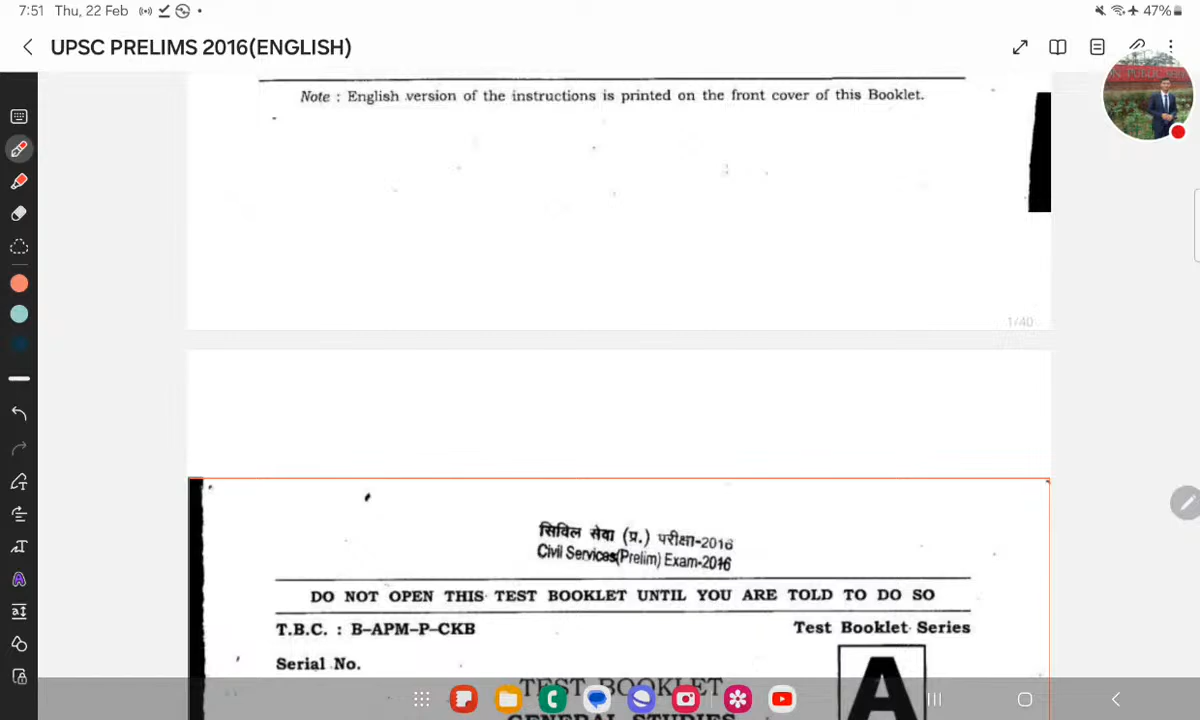 7:51 Thu, 22 Feb
47%
UPSC PRELIMS 2016(ENGLISH)
Note : English version of the instructions is printed on the front cover of this Booklet.
1/40
सिविल सेवा (प्र.) परीक्षा-2016
Civil Services(Prelim) Exam-2016
DO NOT OPEN THIS TEST BOOKLET UNTIL YOU ARE TOLD TO DO SO
T.B.C. : B-APM-P-CKB
Test Booklet Series
Serial No.
A
TEST BOOKLET
GENERAL STUDIES